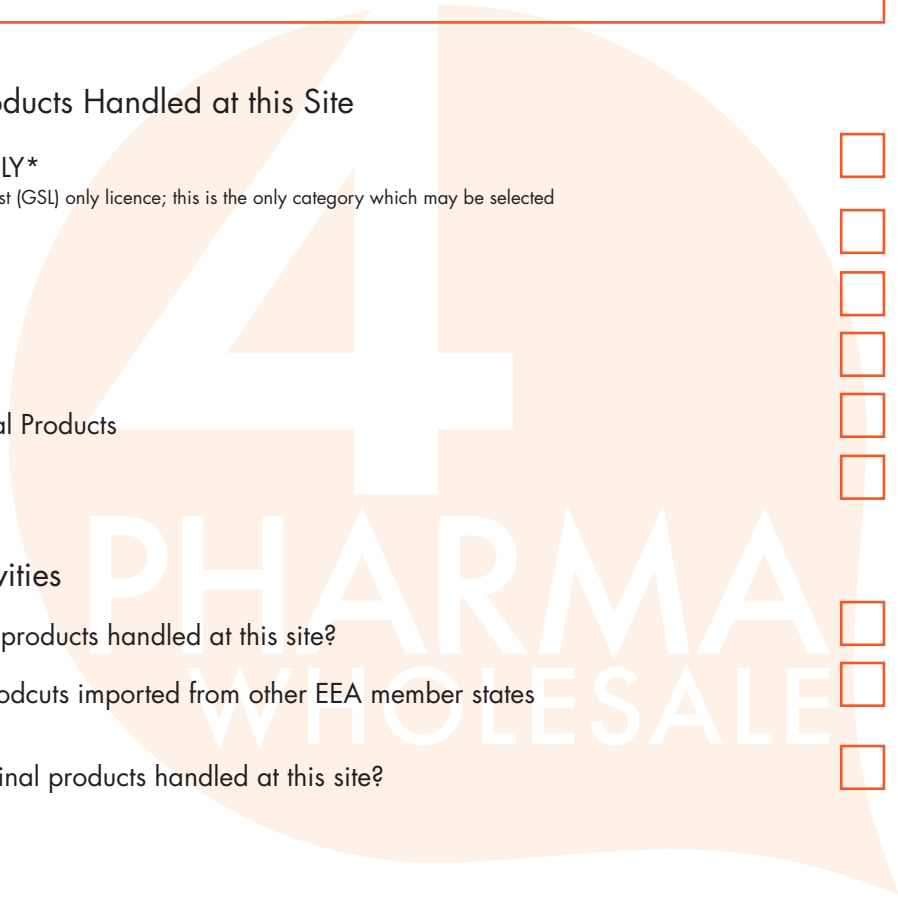 oducts Handled at this Site
LY*
st (GSL) only licence; this is the only category which may be selected
al Products
vities
products handled at this site?
odcuts imported from other EEA member states
inal products handled at this site?
4
PHARMA
WHOLESALE